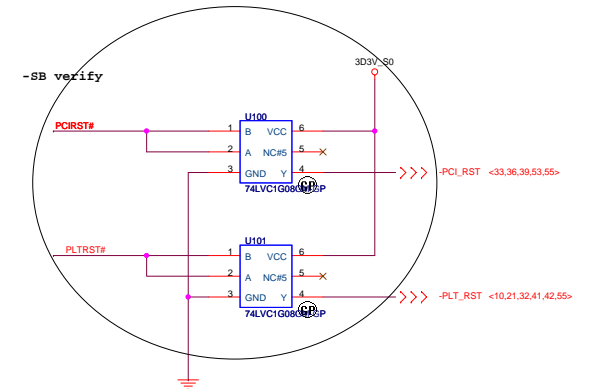 3D3V_S0
-SB verify
U100
PCIRST#
1 B VCC 6
2 A NC#5 5
3 GND Y 4
-PCI_RST <33,36,39,53,55>
GP
U101
PLTRST#
1 B VCC 6
2 A NC#5 5
3 GND Y 4
-PLT_RST <10,21,32,41,42,55>
GP